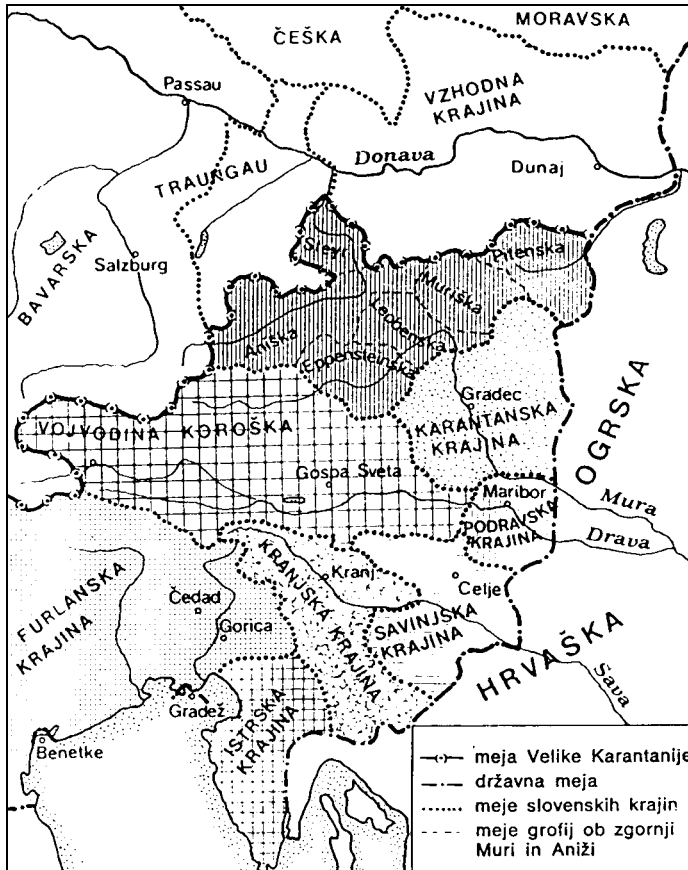 MORAVSKA
ČEŠKA
Passau
VZHODNA
KRAJINA
Donava
Dunaj
TRAUNGAU
BAVARSKA
Salzburg
Steyr
Pitenska
Muriška
Leobenska
Aniška
Eppensteinska
OGRSKA
Gradec
KARANTANSKA
KRAJINA
VOJVODINA KOROŠKA
Gospa Sveta
Maribor
Mura
PODRAVSKA
KRAJINA
Drava
KRANJSKA KRAJINA
Kranj
Celje
FURLANSKA
KRAJINA
Čedad
Gorica
SAVINJSKA
KRAJINA
HRVAŠKA
Sava
Gradež
ISTRSKA
KRAJINA
Benetke
meja Velike Karantanije
državna meja
meje slovenskih krajin
meje grofij ob zgornji
Muri in Aniži